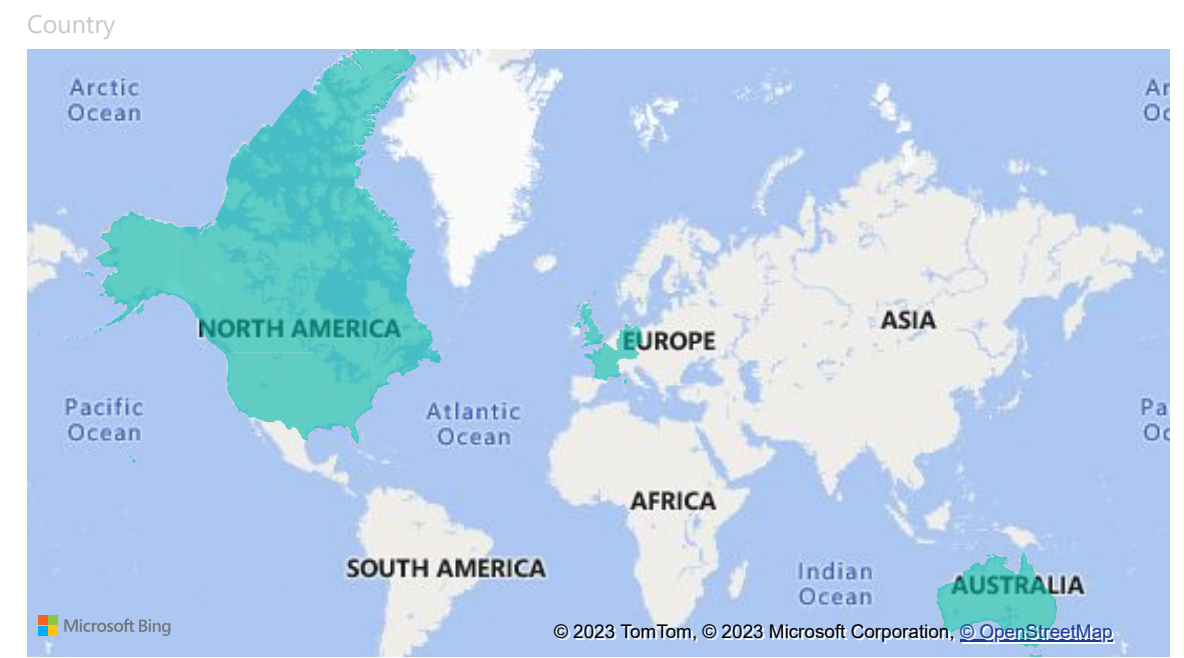 Country
Arctic
Ocean
Ar
Oc
NORTH AMERICA
EUROPE
ASIA
Pacific
Ocean
Atlantic
Ocean
Pa
Oc
AFRICA
SOUTH AMERICA
Indian
Ocean
AUSTRALIA
Microsoft Bing
© 2023 TomTom, © 2023 Microsoft Corporation, © OpenStreetMap